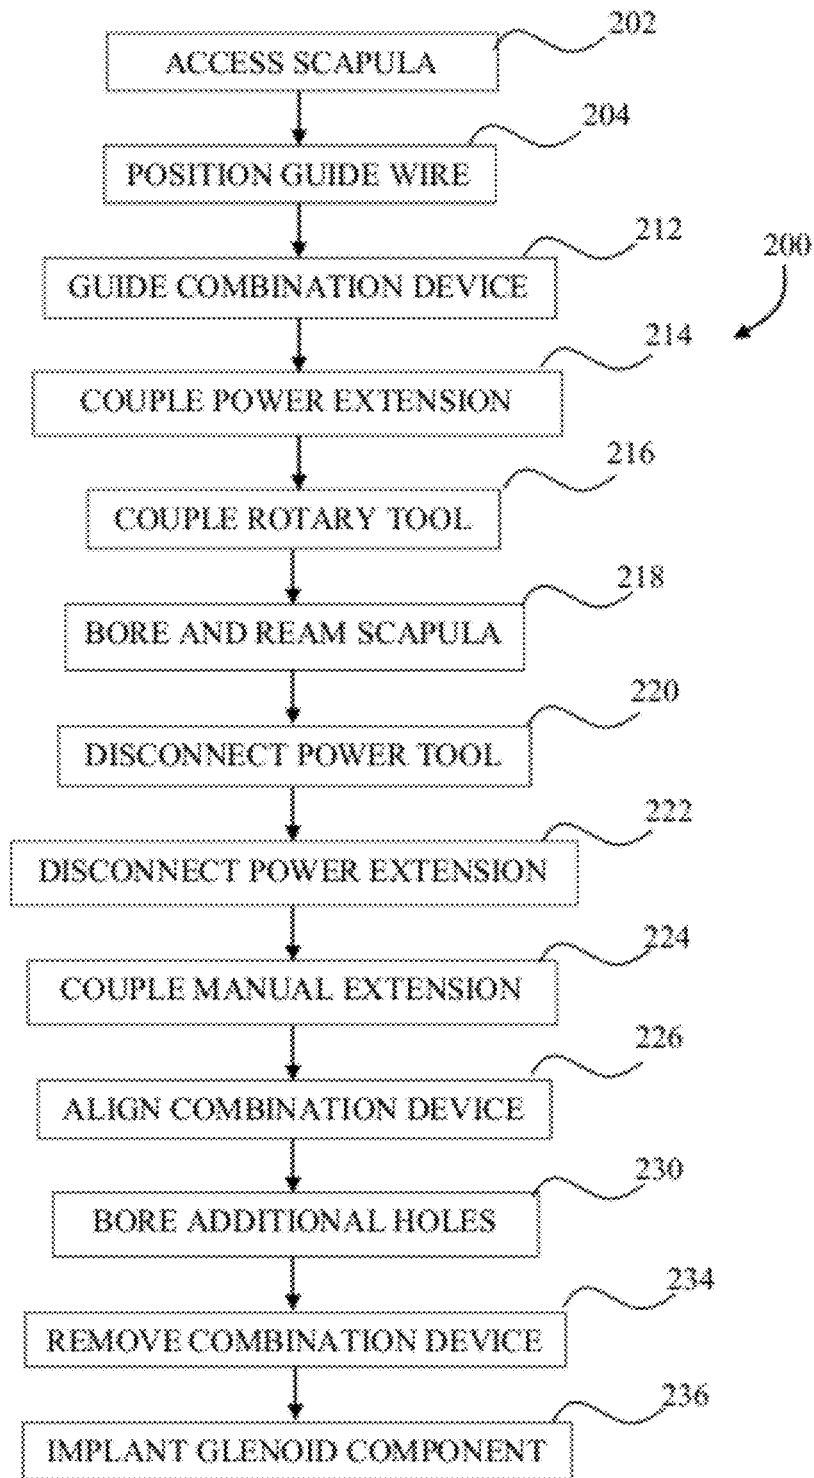 202
ACCESS SCAPULA
204
POSITION GUIDE WIRE
212
200
GUIDE COMBINATION DEVICE
214
COUPLE POWER EXTENSION
216
COUPLE ROTARY TOOL
218
BORE AND REAM SCAPULA
220
DISCONNECT POWER TOOL
222
DISCONNECT POWER EXTENSION
224
COUPLE MANUAL EXTENSION
226
ALIGN COMBINATION DEVICE
230
BORE ADDITIONAL HOLES
234
REMOVE COMBINATION DEVICE
236
IMPLANT GLENOID COMPONENT